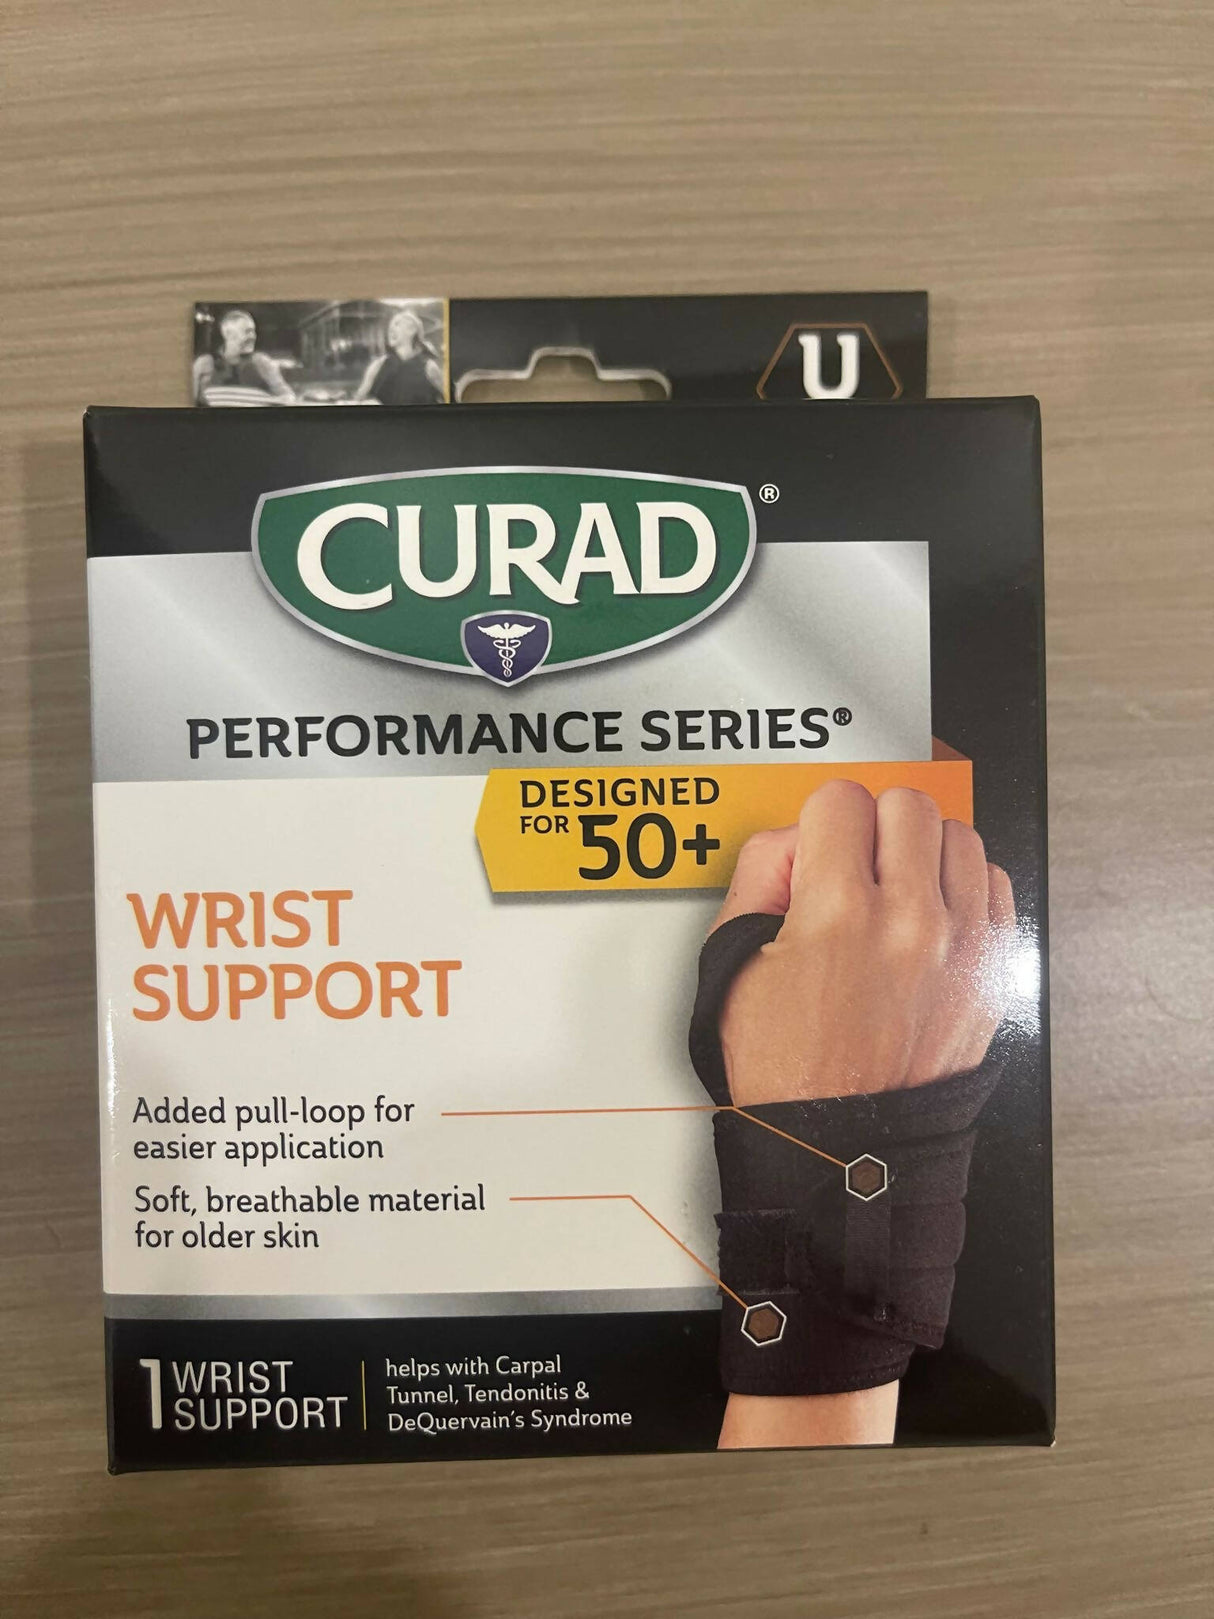 U
CURAD®
PERFORMANCE SERIES®
DESIGNED
FOR 50+
WRIST
SUPPORT
Added pull-loop for
easier application
Soft, breathable material
for older skin
1 WRIST
SUPPORT
helps with Carpal
Tunnel, Tendonitis &
DeQuervain's Syndrome